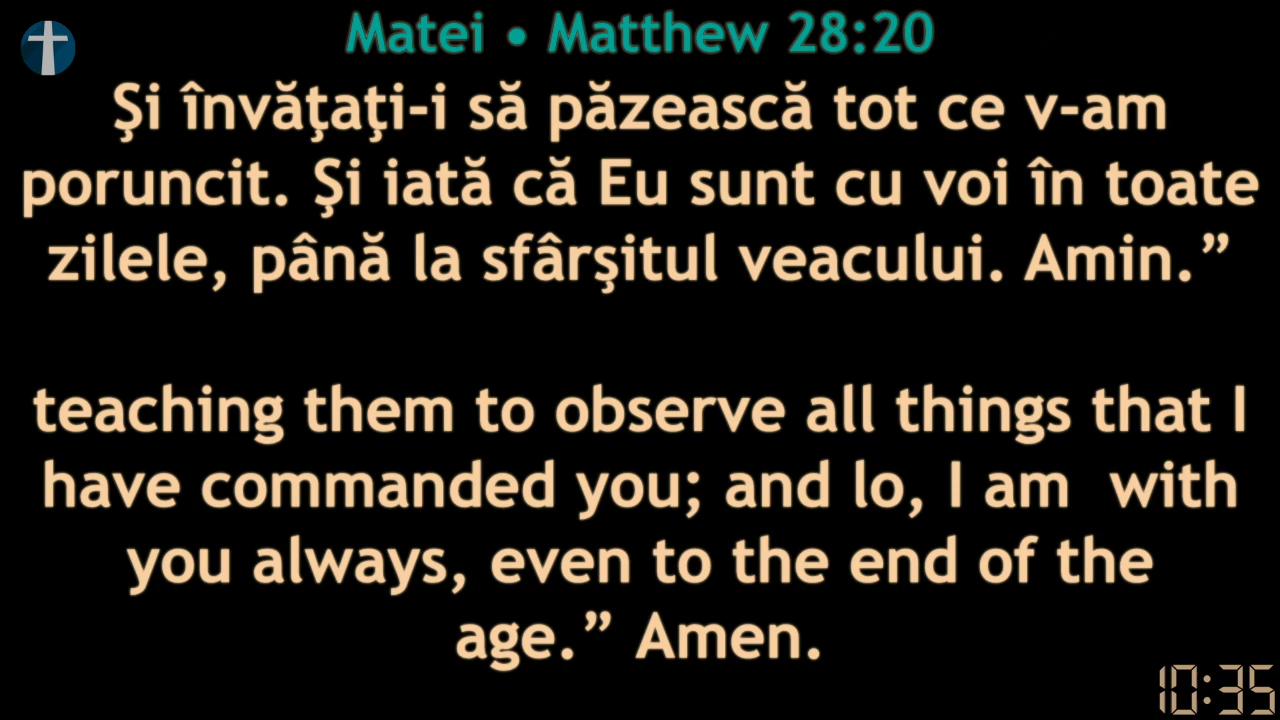 Matei • Matthew 28:20
Şi învăţaţi-i să păzească tot ce v-am
poruncit. Şi iată că Eu sunt cu voi în toate
zilele, până la sfârşitul veacului. Amin.”
teaching them to observe all things that I
have commanded you; and lo, I am  with
you always, even to the end of the
age.” Amen.
10:35